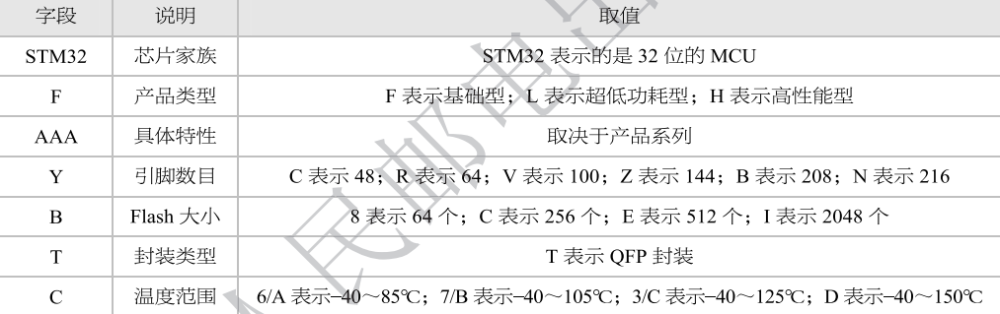 字段 说明 取值
STM32 芯片家族 STM32 表示的是 32 位的 MCU
F 产品类型 F 表示基础型；L 表示超低功耗型；H 表示高性能型
AAA 具体特性 取决于产品系列
Y 引脚数目 C 表示 48；R 表示 64；V 表示 100；Z 表示 144；B 表示 208；N 表示 216
B Flash 大小 8 表示 64 个；C 表示 256 个；E 表示 512 个；I 表示 2048 个
T 封装类型 T 表示 QFP 封装
C 温度范围 6/A 表示–40～85℃；7/B 表示–40～105℃；3/C 表示–40～125℃；D 表示–40～150℃
民邮电